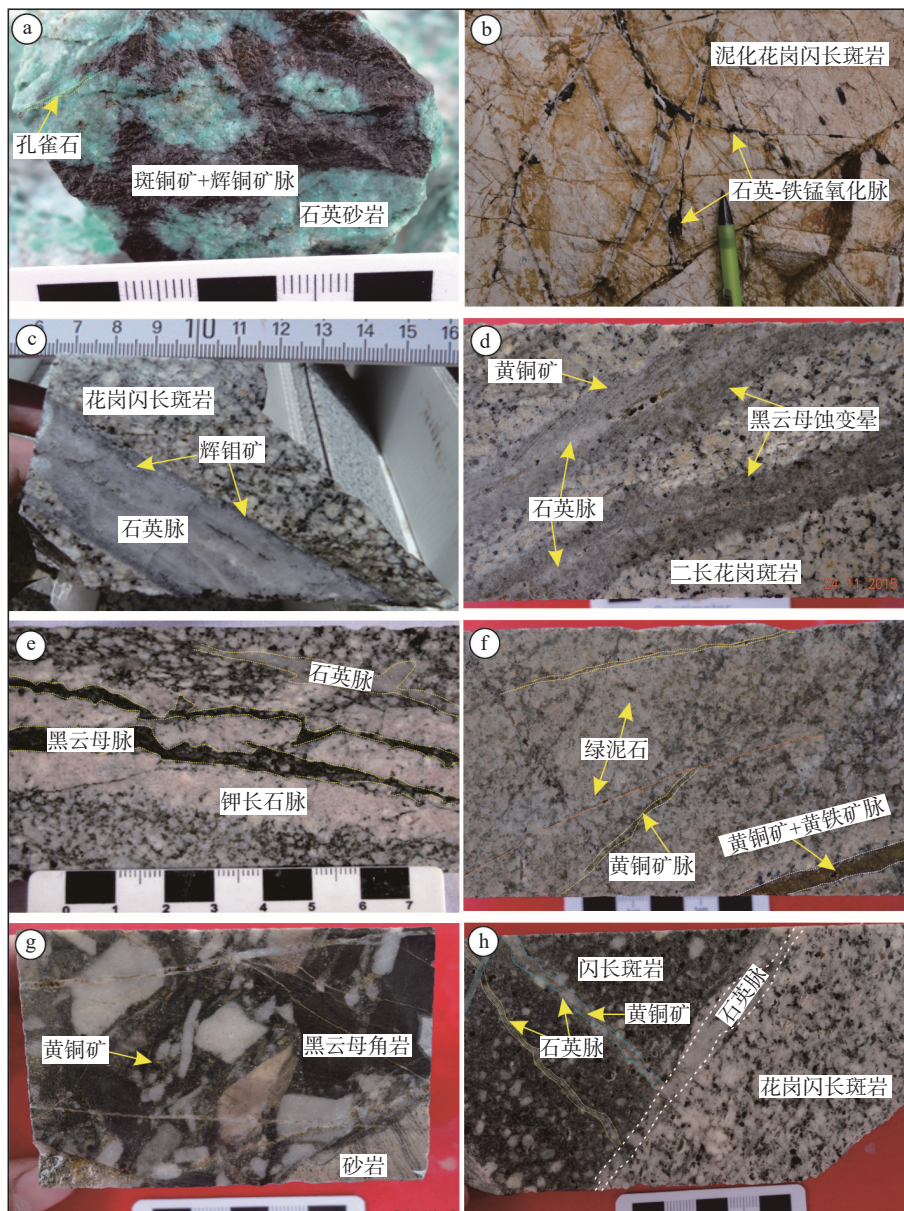 a
孔雀石
斑铜矿+辉铜矿脉
石英砂岩
b
泥化花岗闪长斑岩
石英-铁锰氧化脉
6 7 8 9 10 11 12 13 14 15 16
c
花岗闪长斑岩
辉钼矿
石英脉
d
黄铜矿
黑云母蚀变晕
石英脉
二长花岗斑岩
24 11 2015
e
石英脉
黑云母脉
钾长石脉
0 1 2 3 4 5 6 7
f
绿泥石
黄铜矿脉
黄铜矿+黄铁矿脉
g
黄铜矿
黑云母角岩
砂岩
h
闪长斑岩
黄铜矿
石英脉
石英脉
花岗闪长斑岩